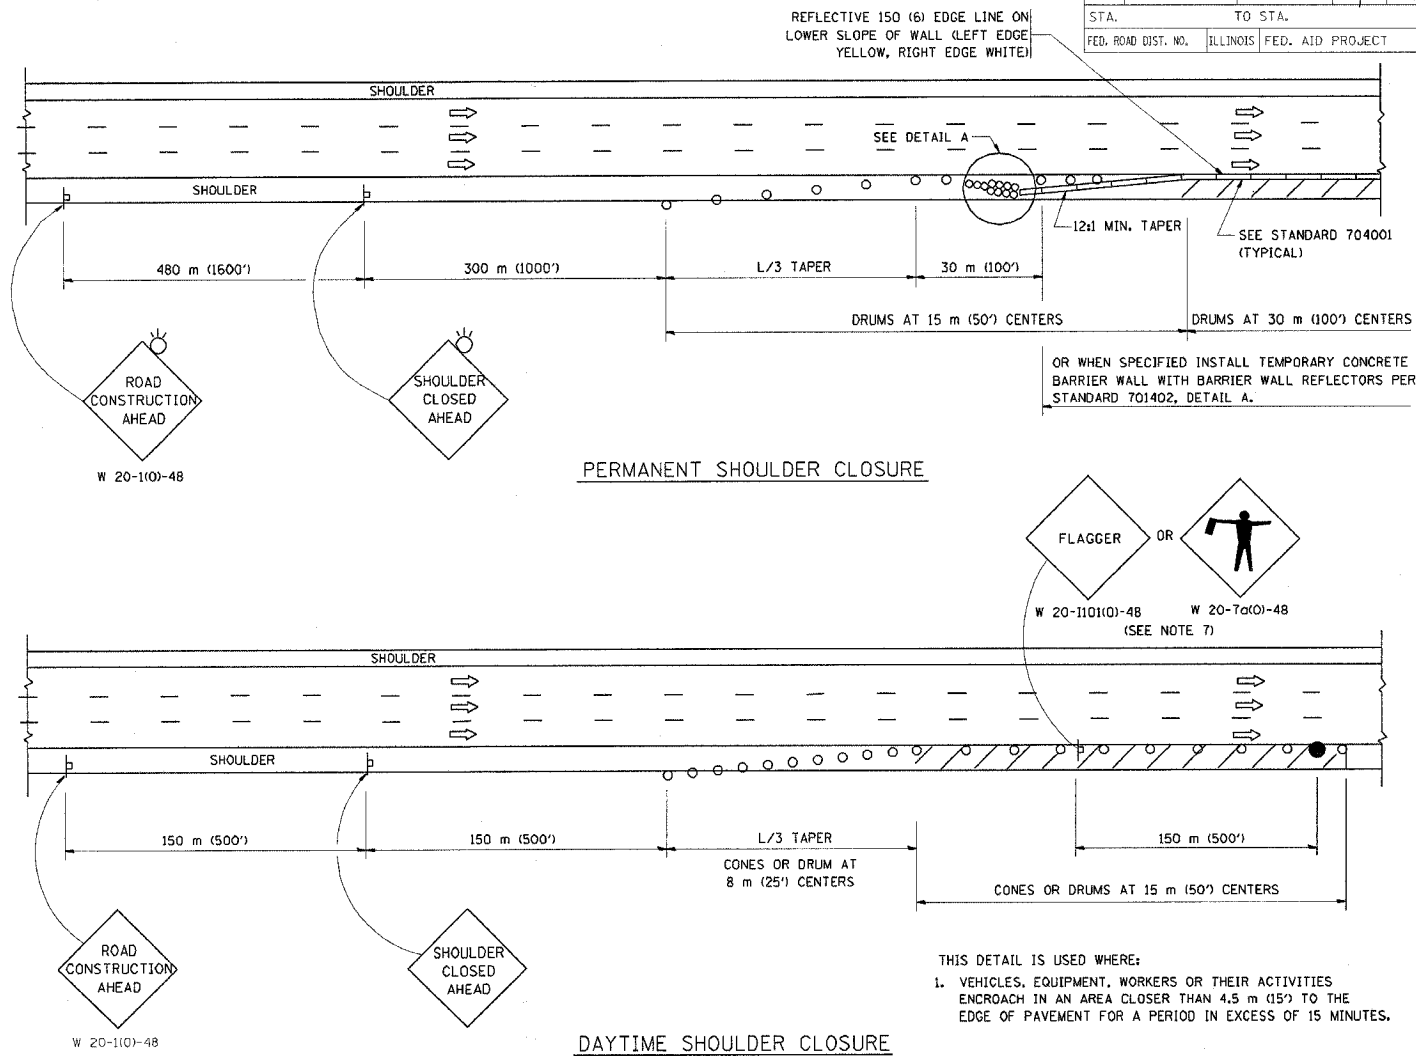 REFLECTIVE 150 (6) EDGE LINE ON
LOWER SLOPE OF WALL (LEFT EDGE
YELLOW, RIGHT EDGE WHITE)
STA. TO STA.
FED. ROAD DIST. NO. ILLINOIS FED. AID PROJECT
SHOULDER
SEE DETAIL A
SHOULDER
12:1 MIN. TAPER
SEE STANDARD 704001
(TYPICAL)
480 m (1600')
300 m (1000')
L/3 TAPER
30 m (100')
DRUMS AT 15 m (50') CENTERS
DRUMS AT 30 m (100') CENTERS
OR WHEN SPECIFIED INSTALL TEMPORARY CONCRETE
BARRIER WALL WITH BARRIER WALL REFLECTORS PER
STANDARD 701402, DETAIL A.
ROAD
CONSTRUCTION
AHEAD
W 20-1(O)-48
SHOULDER
CLOSED
AHEAD
PERMANENT SHOULDER CLOSURE
FLAGGER
OR
W 20-I101(O)-48
W 20-7a(O)-48
(SEE NOTE 7)
SHOULDER
SHOULDER
150 m (500')
150 m (500')
L/3 TAPER
CONES OR DRUM AT
8 m (25') CENTERS
150 m (500')
CONES OR DRUMS AT 15 m (50') CENTERS
ROAD
CONSTRUCTION
AHEAD
W 20-1(O)-48
SHOULDER
CLOSED
AHEAD
THIS DETAIL IS USED WHERE:
1. VEHICLES, EQUIPMENT, WORKERS OR THEIR ACTIVITIES
ENCROACH IN AN AREA CLOSER THAN 4.5 m (15') TO THE
EDGE OF PAVEMENT FOR A PERIOD IN EXCESS OF 15 MINUTES.
DAYTIME SHOULDER CLOSURE